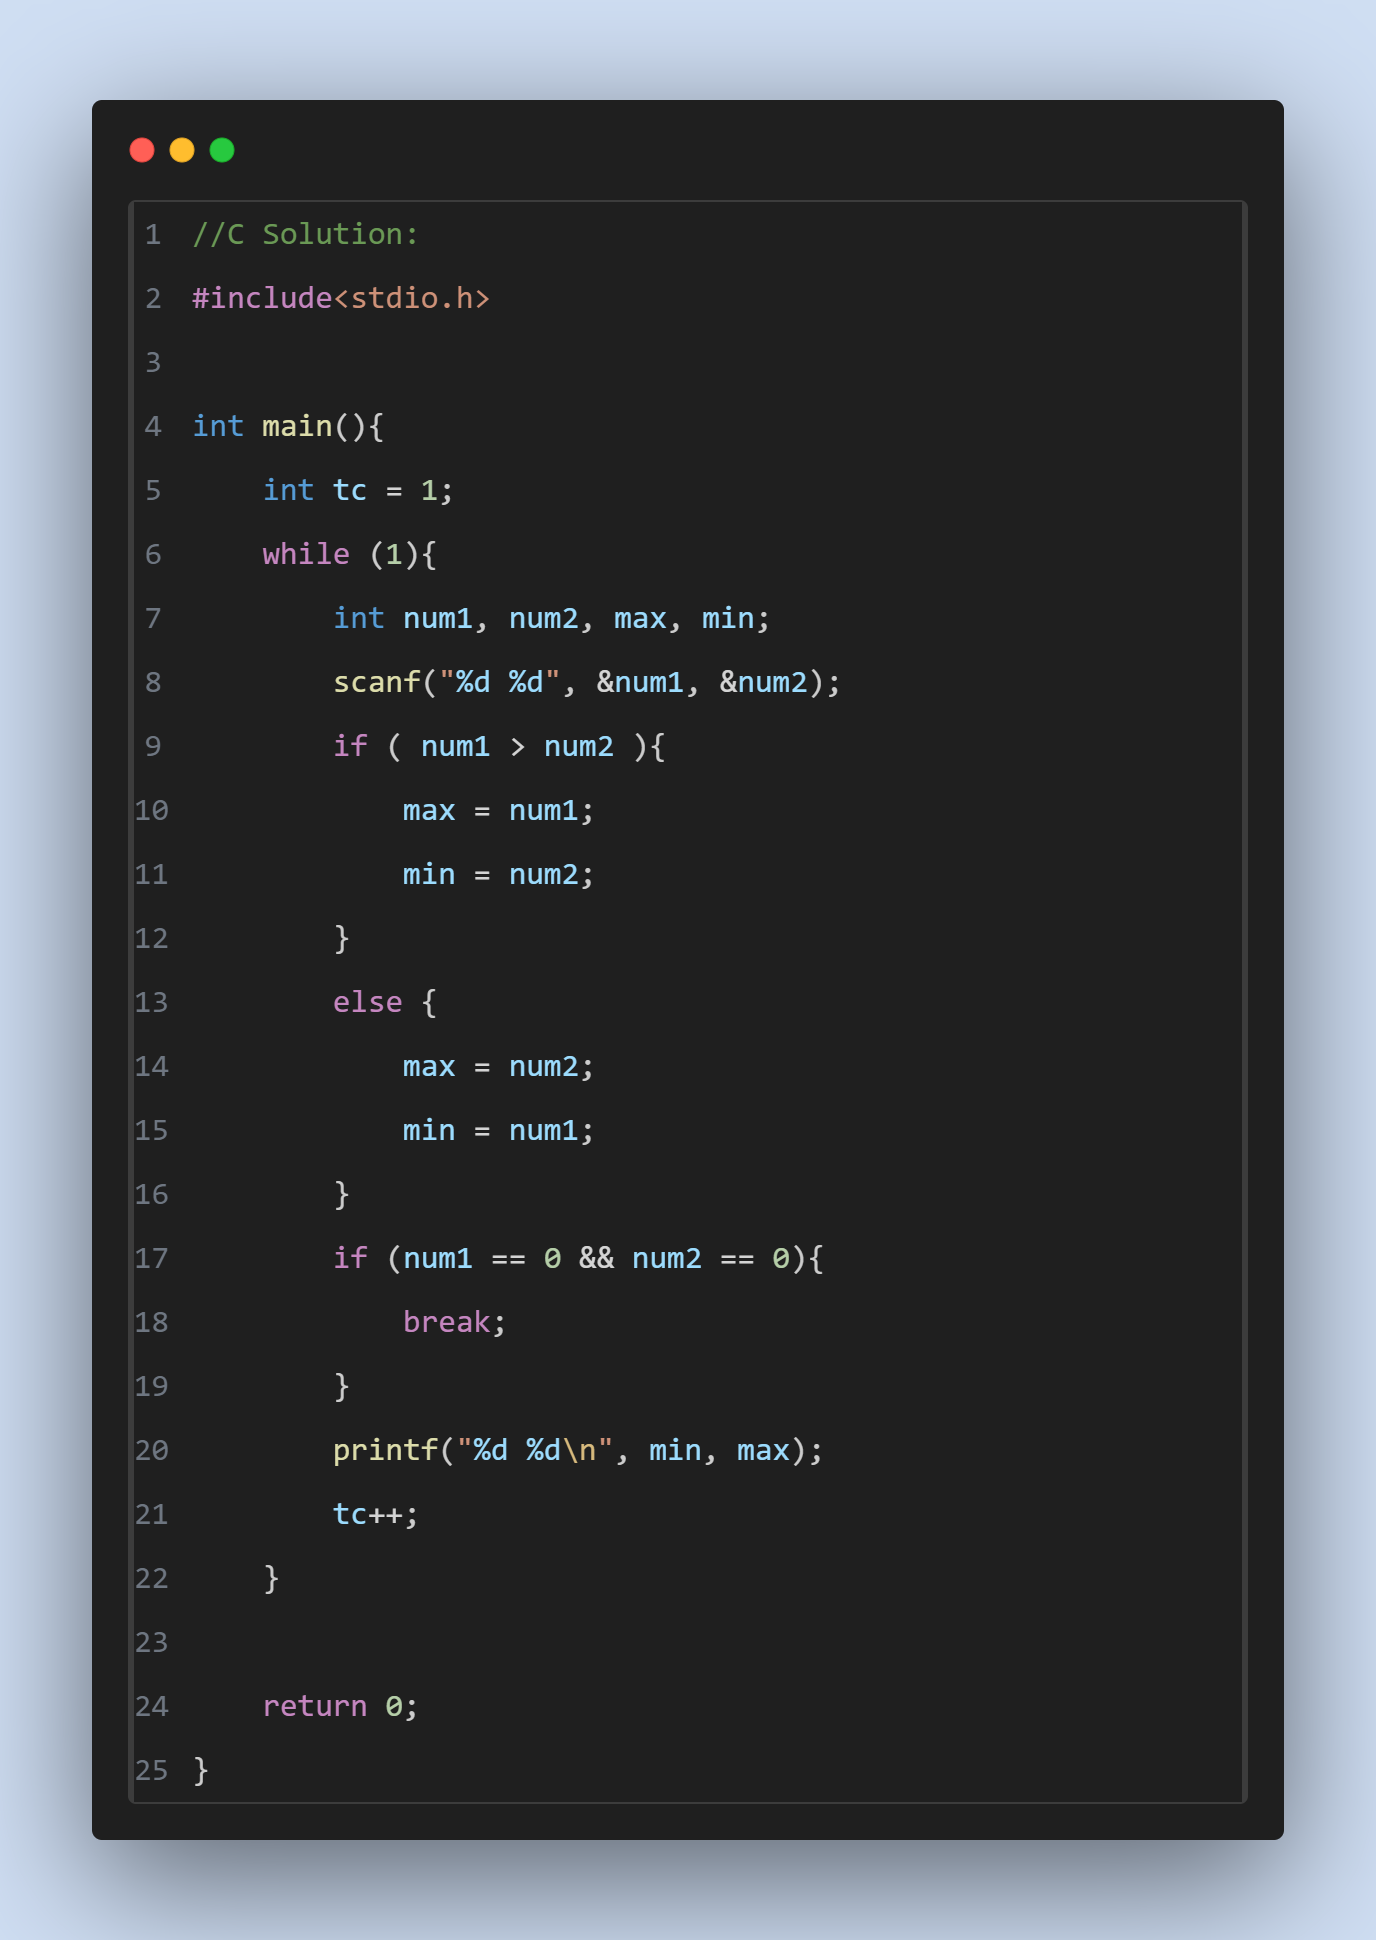 1 //C Solution:
2 #include<stdio.h>
3
4 int main(){
5     int tc = 1;
6     while (1){
7         int num1, num2, max, min;
8         scanf("%d %d", &num1, &num2);
9         if ( num1 > num2 ){
10             max = num1;
11             min = num2;
12         }
13         else {
14             max = num2;
15             min = num1;
16         }
17         if (num1 == 0 && num2 == 0){
18             break;
19         }
20         printf("%d %d\n", min, max);
21         tc++;
22     }
23
24     return 0;
25 }